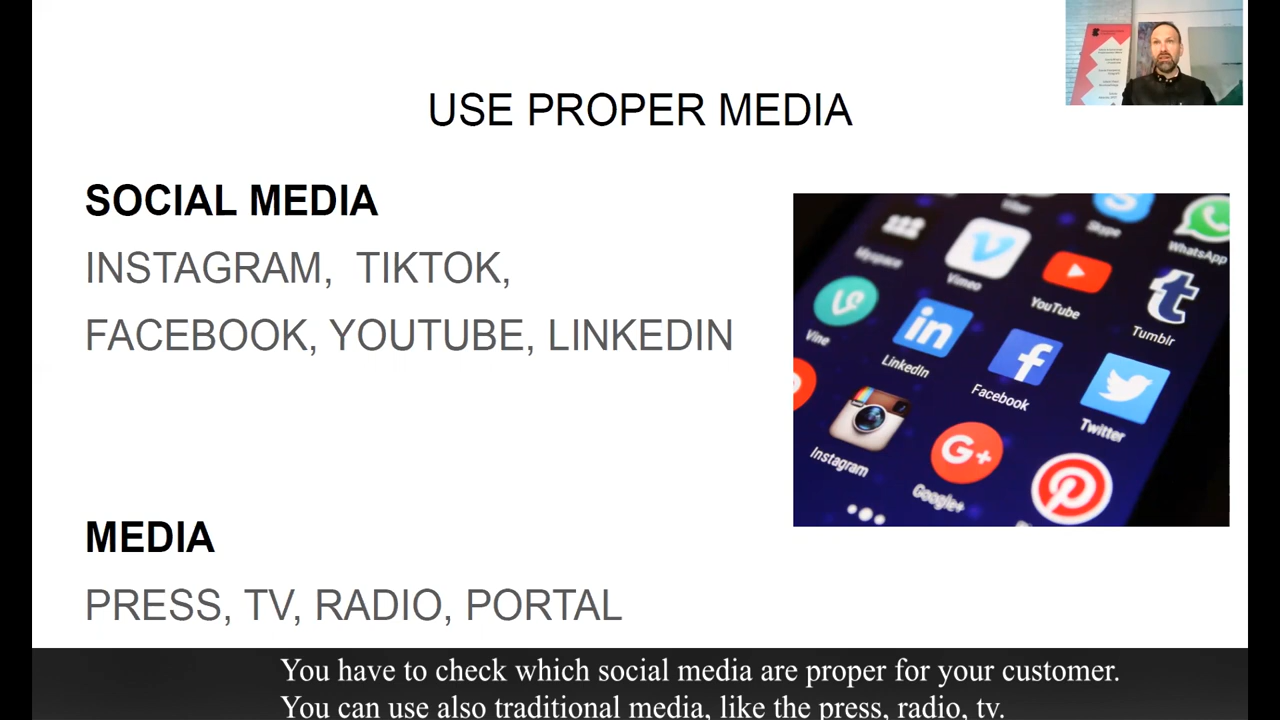 USE PROPER MEDIA
SOCIAL MEDIA
INSTAGRAM, TIKTOK,
FACEBOOK, YOUTUBE, LINKEDIN
MEDIA
PRESS, TV, RADIO, PORTAL
Viber
Skype
WhatsApp
Myspace
Vimeo
YouTube
Tumblr
Vine
LinkedIn
Facebook
Twitter
Instagram
Google+
You have to check which social media are proper for your customer.
You can use also traditional media, like the press, radio, tv.